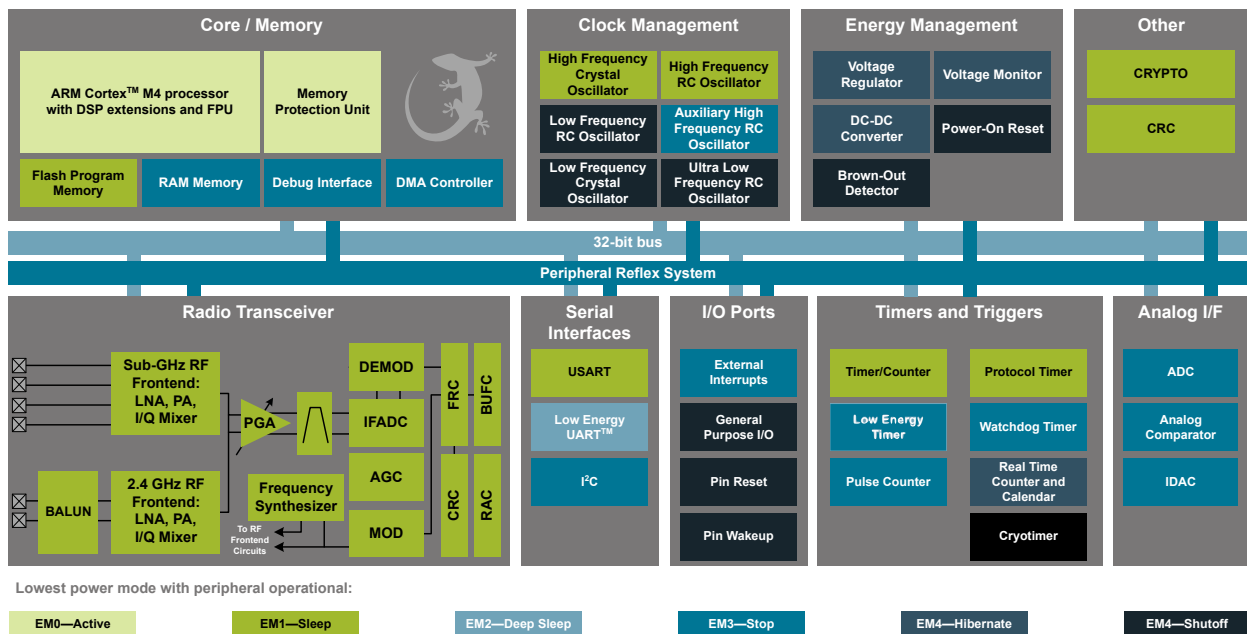 Core / Memory
ARM Cortex™ M4 processor
with DSP extensions and FPU
Memory
Protection Unit
Flash Program
Memory
RAM Memory
Debug Interface
DMA Controller
Clock Management
High Frequency
Crystal
Oscillator
High Frequency
RC Oscillator
Low Frequency
RC Oscillator
Auxiliary High
Frequency RC
Oscillator
Low Frequency
Crystal
Oscillator
Ultra Low
Frequency RC
Oscillator
Energy Management
Voltage
Regulator
Voltage Monitor
DC-DC
Converter
Power-On Reset
Brown-Out
Detector
Other
CRYPTO
CRC
32-bit bus
Peripheral Reflex System
Radio Transceiver
Sub-GHz RF
Frontend:
LNA, PA,
I/Q Mixer
BALUN
2.4 GHz RF
Frontend:
LNA, PA,
I/Q Mixer
PGA
Frequency
Synthesizer
To RF
Frontend
Circuits
DEMOD
IFADC
AGC
MOD
FRC
BUFC
CRC
RAC
Serial
Interfaces
USART
Low Energy
UART™
I²C
I/O Ports
External
Interrupts
General
Purpose I/O
Pin Reset
Pin Wakeup
Timers and Triggers
Timer/Counter
Protocol Timer
Low Energy
Timer
Watchdog Timer
Pulse Counter
Real Time
Counter and
Calendar
Cryotimer
Analog I/F
ADC
Analog
Comparator
IDAC
Lowest power mode with peripheral operational:
EM0—Active
EM1—Sleep
EM2—Deep Sleep
EM3—Stop
EM4—Hibernate
EM4—Shutoff